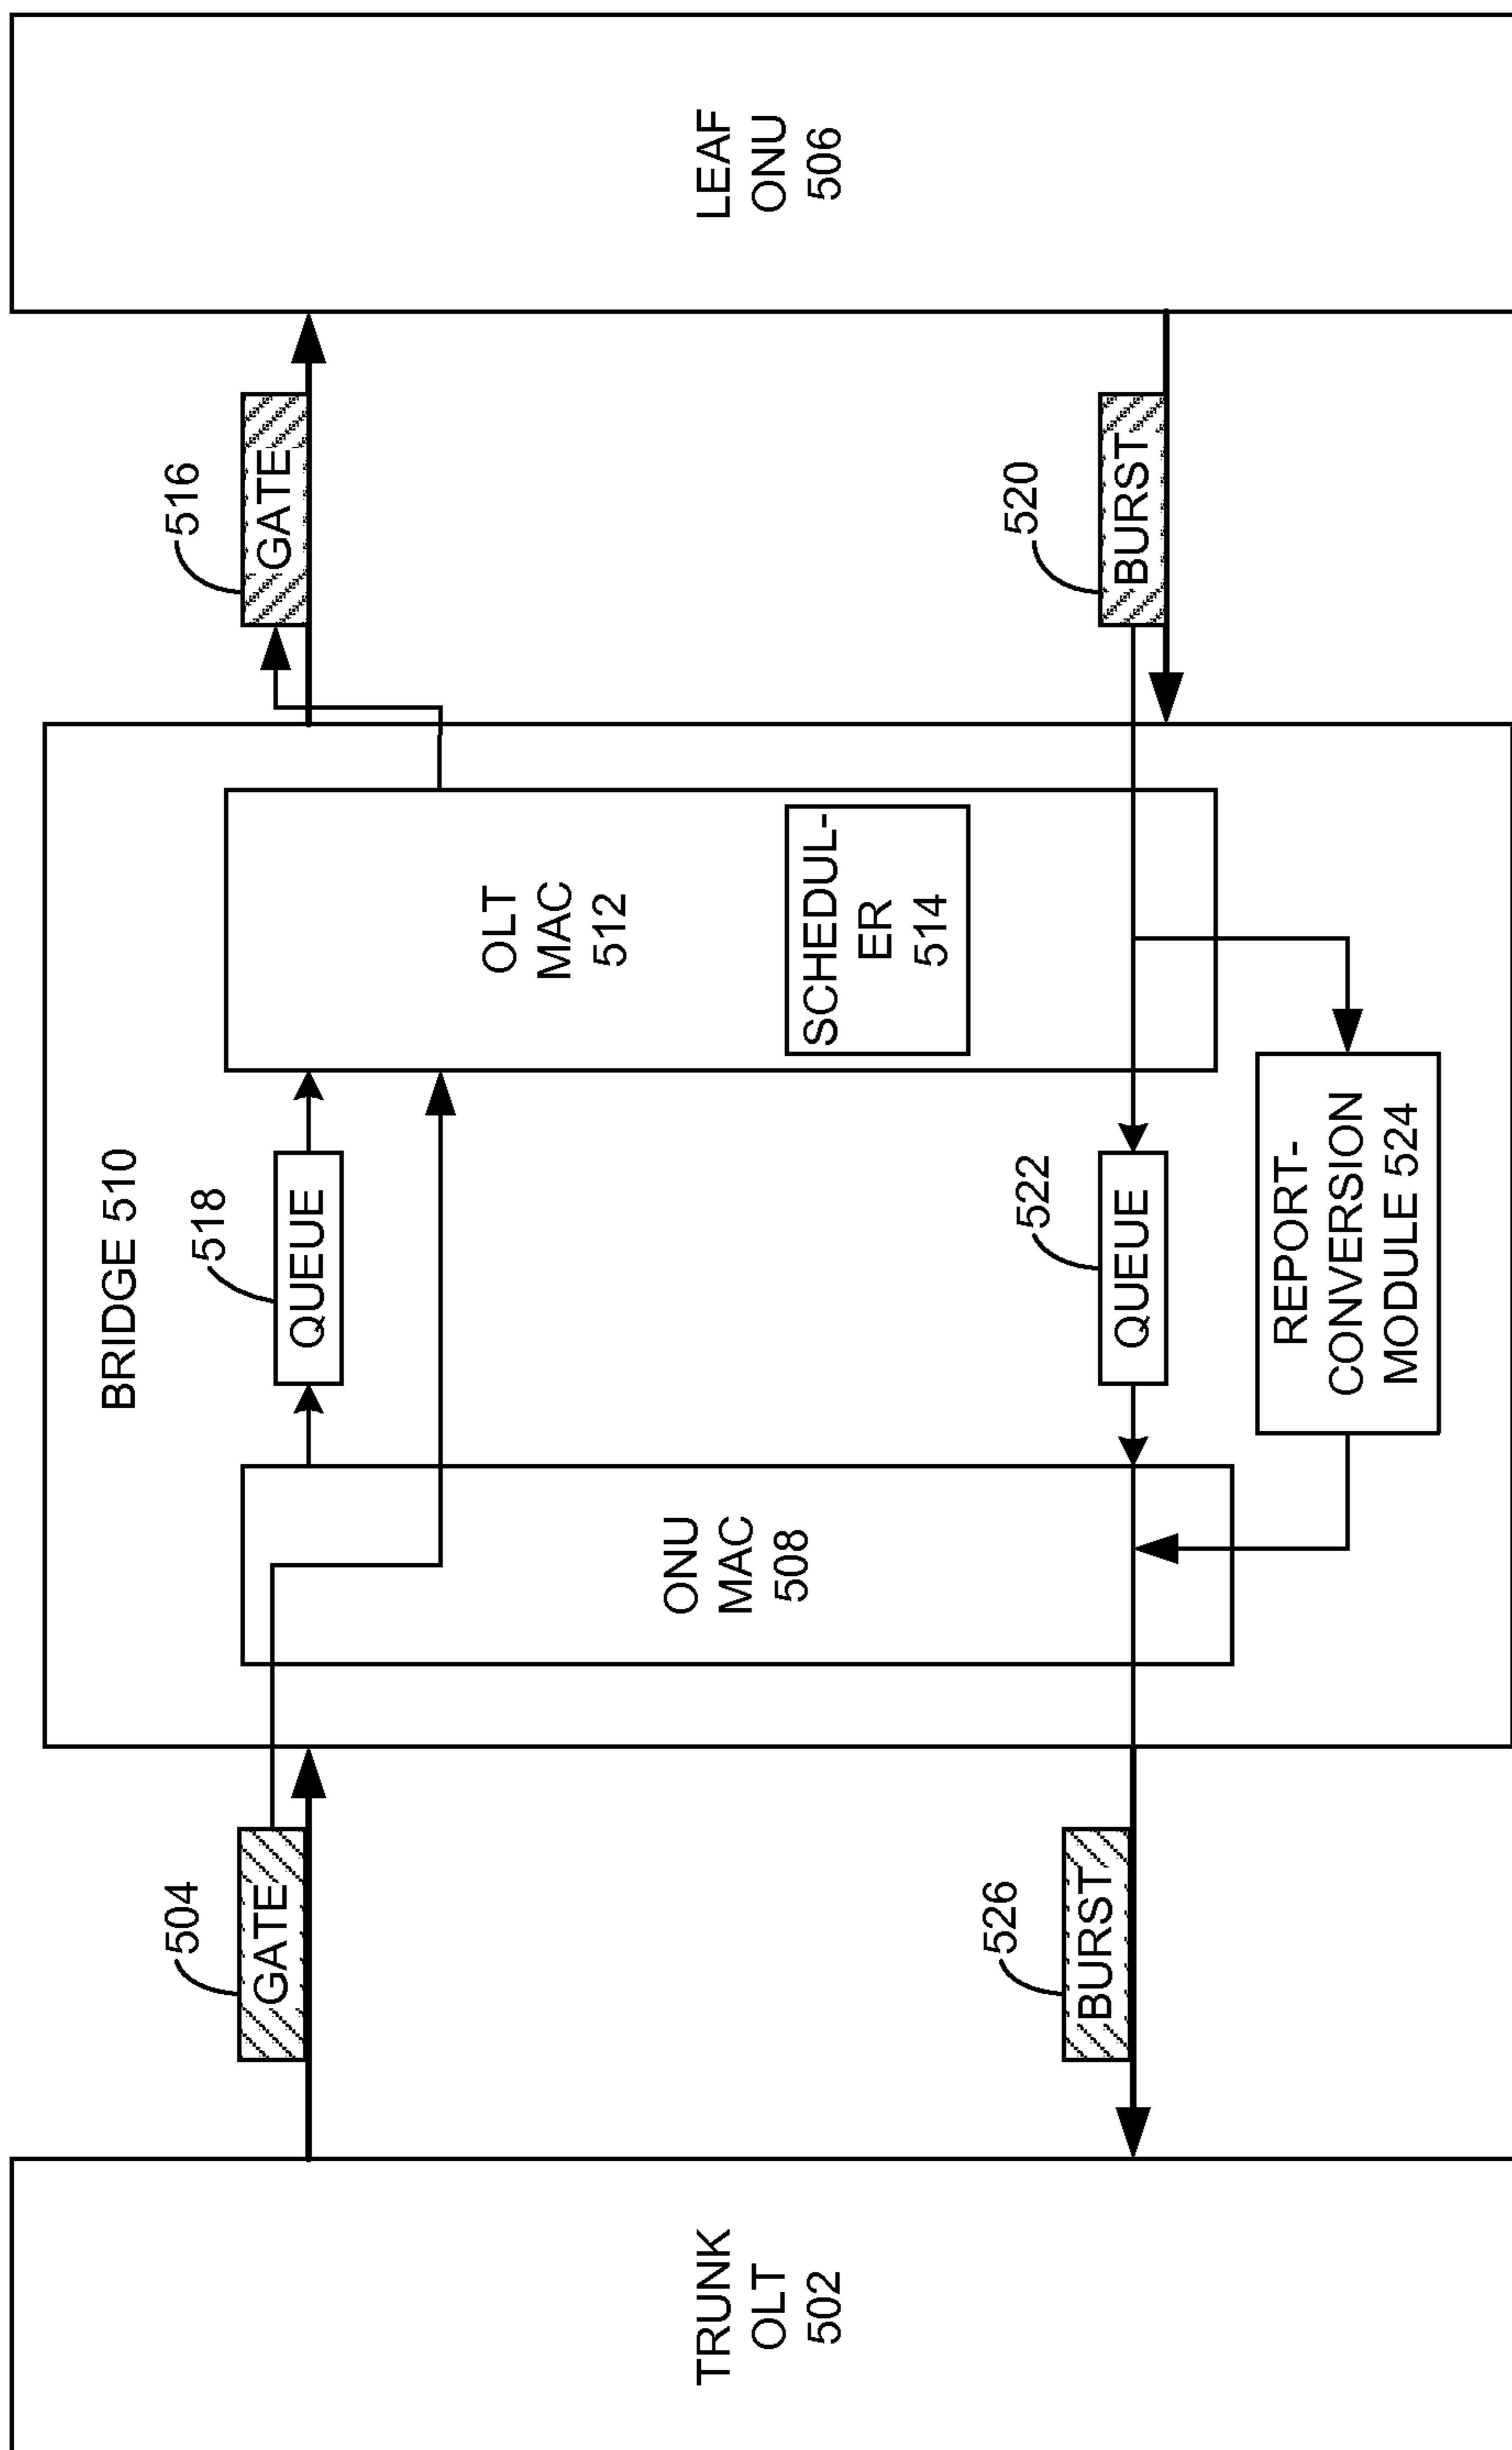 TRUNK
OLT
502
504
GATE
526
BURST
BRIDGE 510
ONU
MAC
508
518
QUEUE
522
QUEUE
REPORT-
CONVERSION
MODULE 524
OLT
MAC
512
SCHEDUL-
ER
514
516
GATE
520
BURST
LEAF
ONU
506